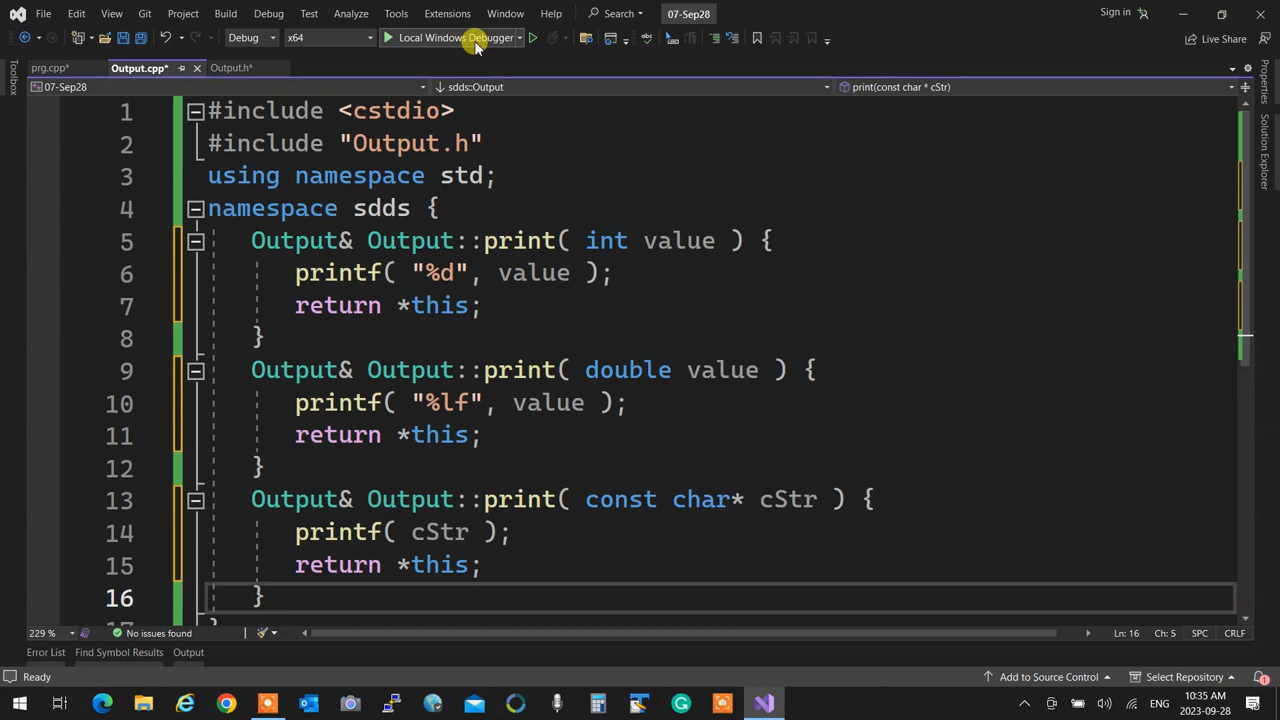 File Edit View Git Project Build Debug Test Analyze Tools Extensions Window Help Search 07-Sep28 Sign in
Debug x64 Local Windows Debugger Live Share
prg.cpp* Output.cpp* Output.h*
07-Sep28 sdds::Output print(const char * cStr)
Toolbox
Properties
Solution Explorer
1 #include <cstdio>
2 #include "Output.h"
3 using namespace std;
4 namespace sdds {
5 Output& Output::print( int value ) {
6 printf( "%d", value );
7 return *this;
8 }
9 Output& Output::print( double value ) {
10 printf( "%lf", value );
11 return *this;
12 }
13 Output& Output::print( const char* cStr ) {
14 printf( cStr );
15 return *this;
16 }
229 % No issues found Ln: 16 Ch: 5 SPC CRLF
Error List Find Symbol Results Output
Ready Add to Source Control Select Repository 1
ENG 10:35 AM
2023-09-28